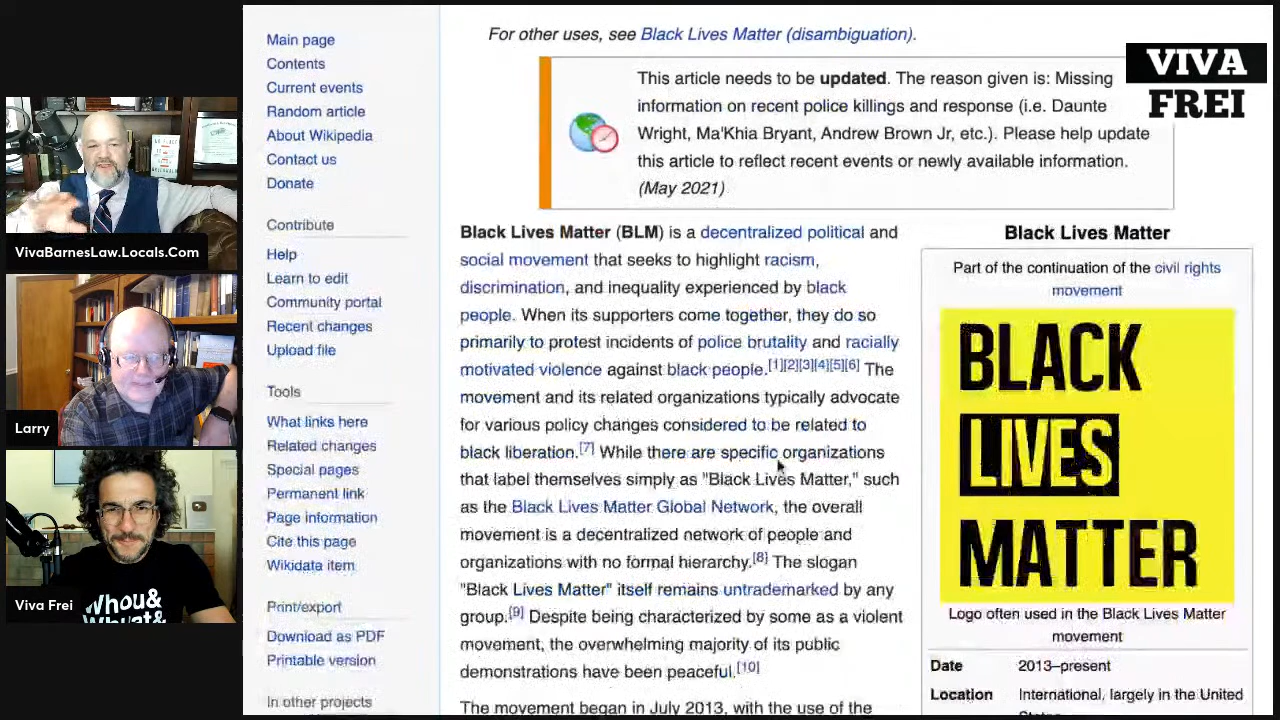 For other uses, see Black Lives Matter (disambiguation).
This article needs to be updated. The reason given is: Missing
information on recent police killings and response (i.e. Daunte
Wright, Ma'Khia Bryant, Andrew Brown Jr, etc.). Please help update
this article to reflect recent events or newly available information.
(May 2021)
VIVA
FREI
Main page
Contents
Current events
Random article
About Wikipedia
Contact us
Donate
Contribute
Help
Learn to edit
Community portal
Recent changes
Upload file
Tools
What links here
Related changes
Special pages
Permanent link
Page information
Cite this page
Wikidata item
Print/export
Download as PDF
Printable version
In other projects
VivaBarnesLaw.Locals.Com
Larry
Viva Frei
Whou&
Whyat&
Black Lives Matter (BLM) is a decentralized political and
social movement that seeks to highlight racism,
discrimination, and inequality experienced by black
people. When its supporters come together, they do so
primarily to protest incidents of police brutality and racially
motivated violence against black people.[1][2][3][4][5][6] The
movement and its related organizations typically advocate
for various policy changes considered to be related to
black liberation.[7] While there are specific organizations
that label themselves simply as "Black Lives Matter," such
as the Black Lives Matter Global Network, the overall
movement is a decentralized network of people and
organizations with no formal hierarchy.[8] The slogan
"Black Lives Matter" itself remains untrademarked by any
group.[9] Despite being characterized by some as a violent
movement, the overwhelming majority of its public
demonstrations have been peaceful.[10]
The movement began in July 2013, with the use of the
Black Lives Matter
Part of the continuation of the civil rights
movement
BLACK
LIVES
MATTER
Logo often used in the Black Lives Matter
movement
Date 2013–present
Location International, largely in the United